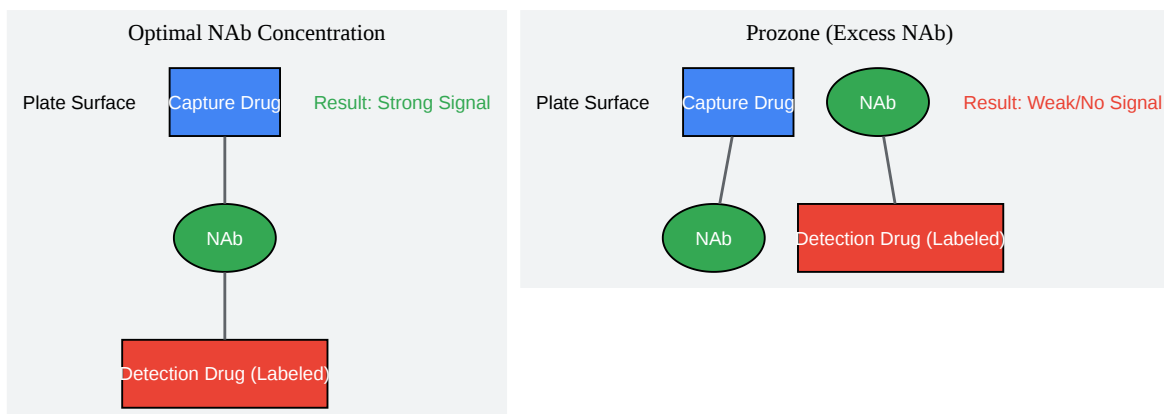 Optimal NAb Concentration
Plate Surface
Capture Drug
Result: Strong Signal
NAb
Detection Drug (Labeled)
Prozone (Excess NAb)
Plate Surface
Capture Drug
NAb
Result: Weak/No Signal
NAb
Detection Drug (Labeled)